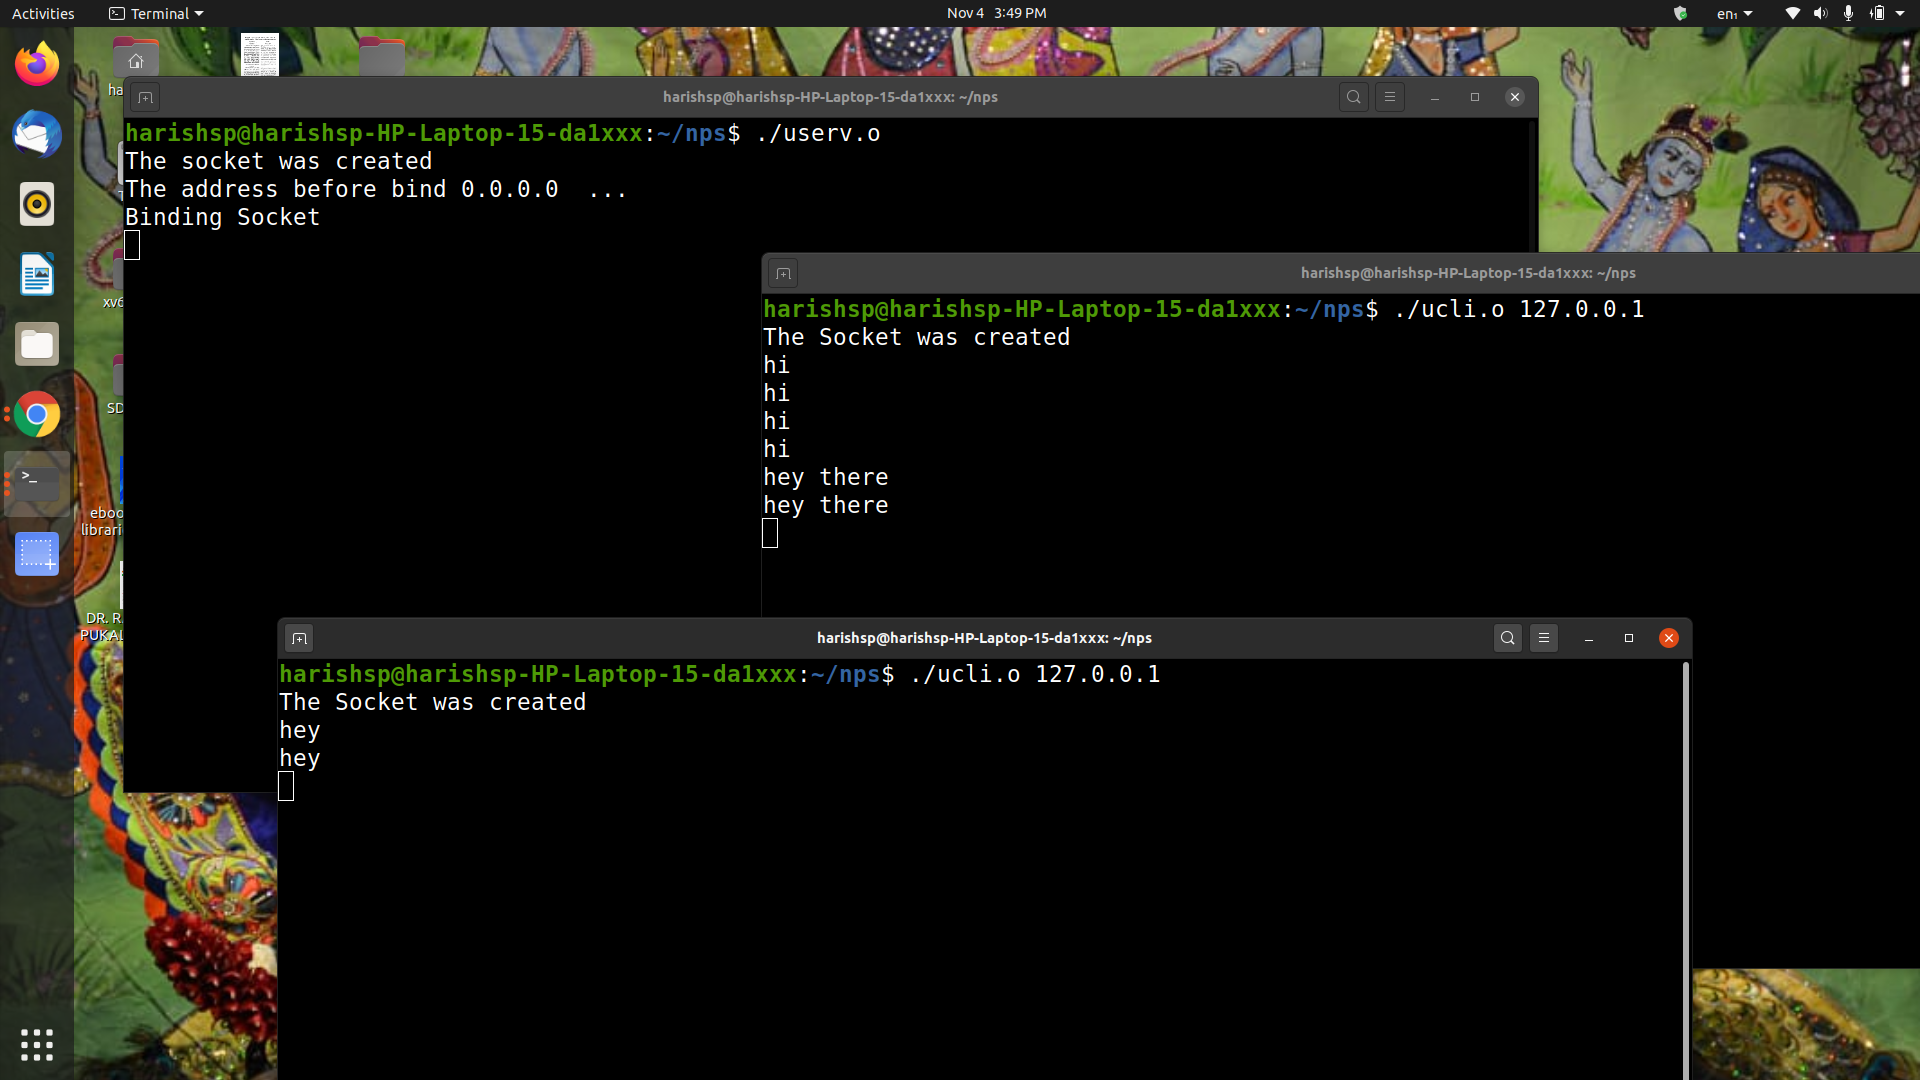 Activities Terminal Nov 4 3:49 PM en₁
ha
harishsp@harishsp-HP-Laptop-15-da1xxx: ~/nps
harishsp@harishsp-HP-Laptop-15-da1xxx:~/nps$ ./userv.o
The socket was created
The address before bind 0.0.0.0 ...
Binding Socket
xv6
SD
eboo
librari
DR. R.
PUKAL
harishsp@harishsp-HP-Laptop-15-da1xxx: ~/nps
harishsp@harishsp-HP-Laptop-15-da1xxx:~/nps$ ./ucli.o 127.0.0.1
The Socket was created
hi
hi
hi
hi
hey there
hey there
harishsp@harishsp-HP-Laptop-15-da1xxx: ~/nps
harishsp@harishsp-HP-Laptop-15-da1xxx:~/nps$ ./ucli.o 127.0.0.1
The Socket was created
hey
hey